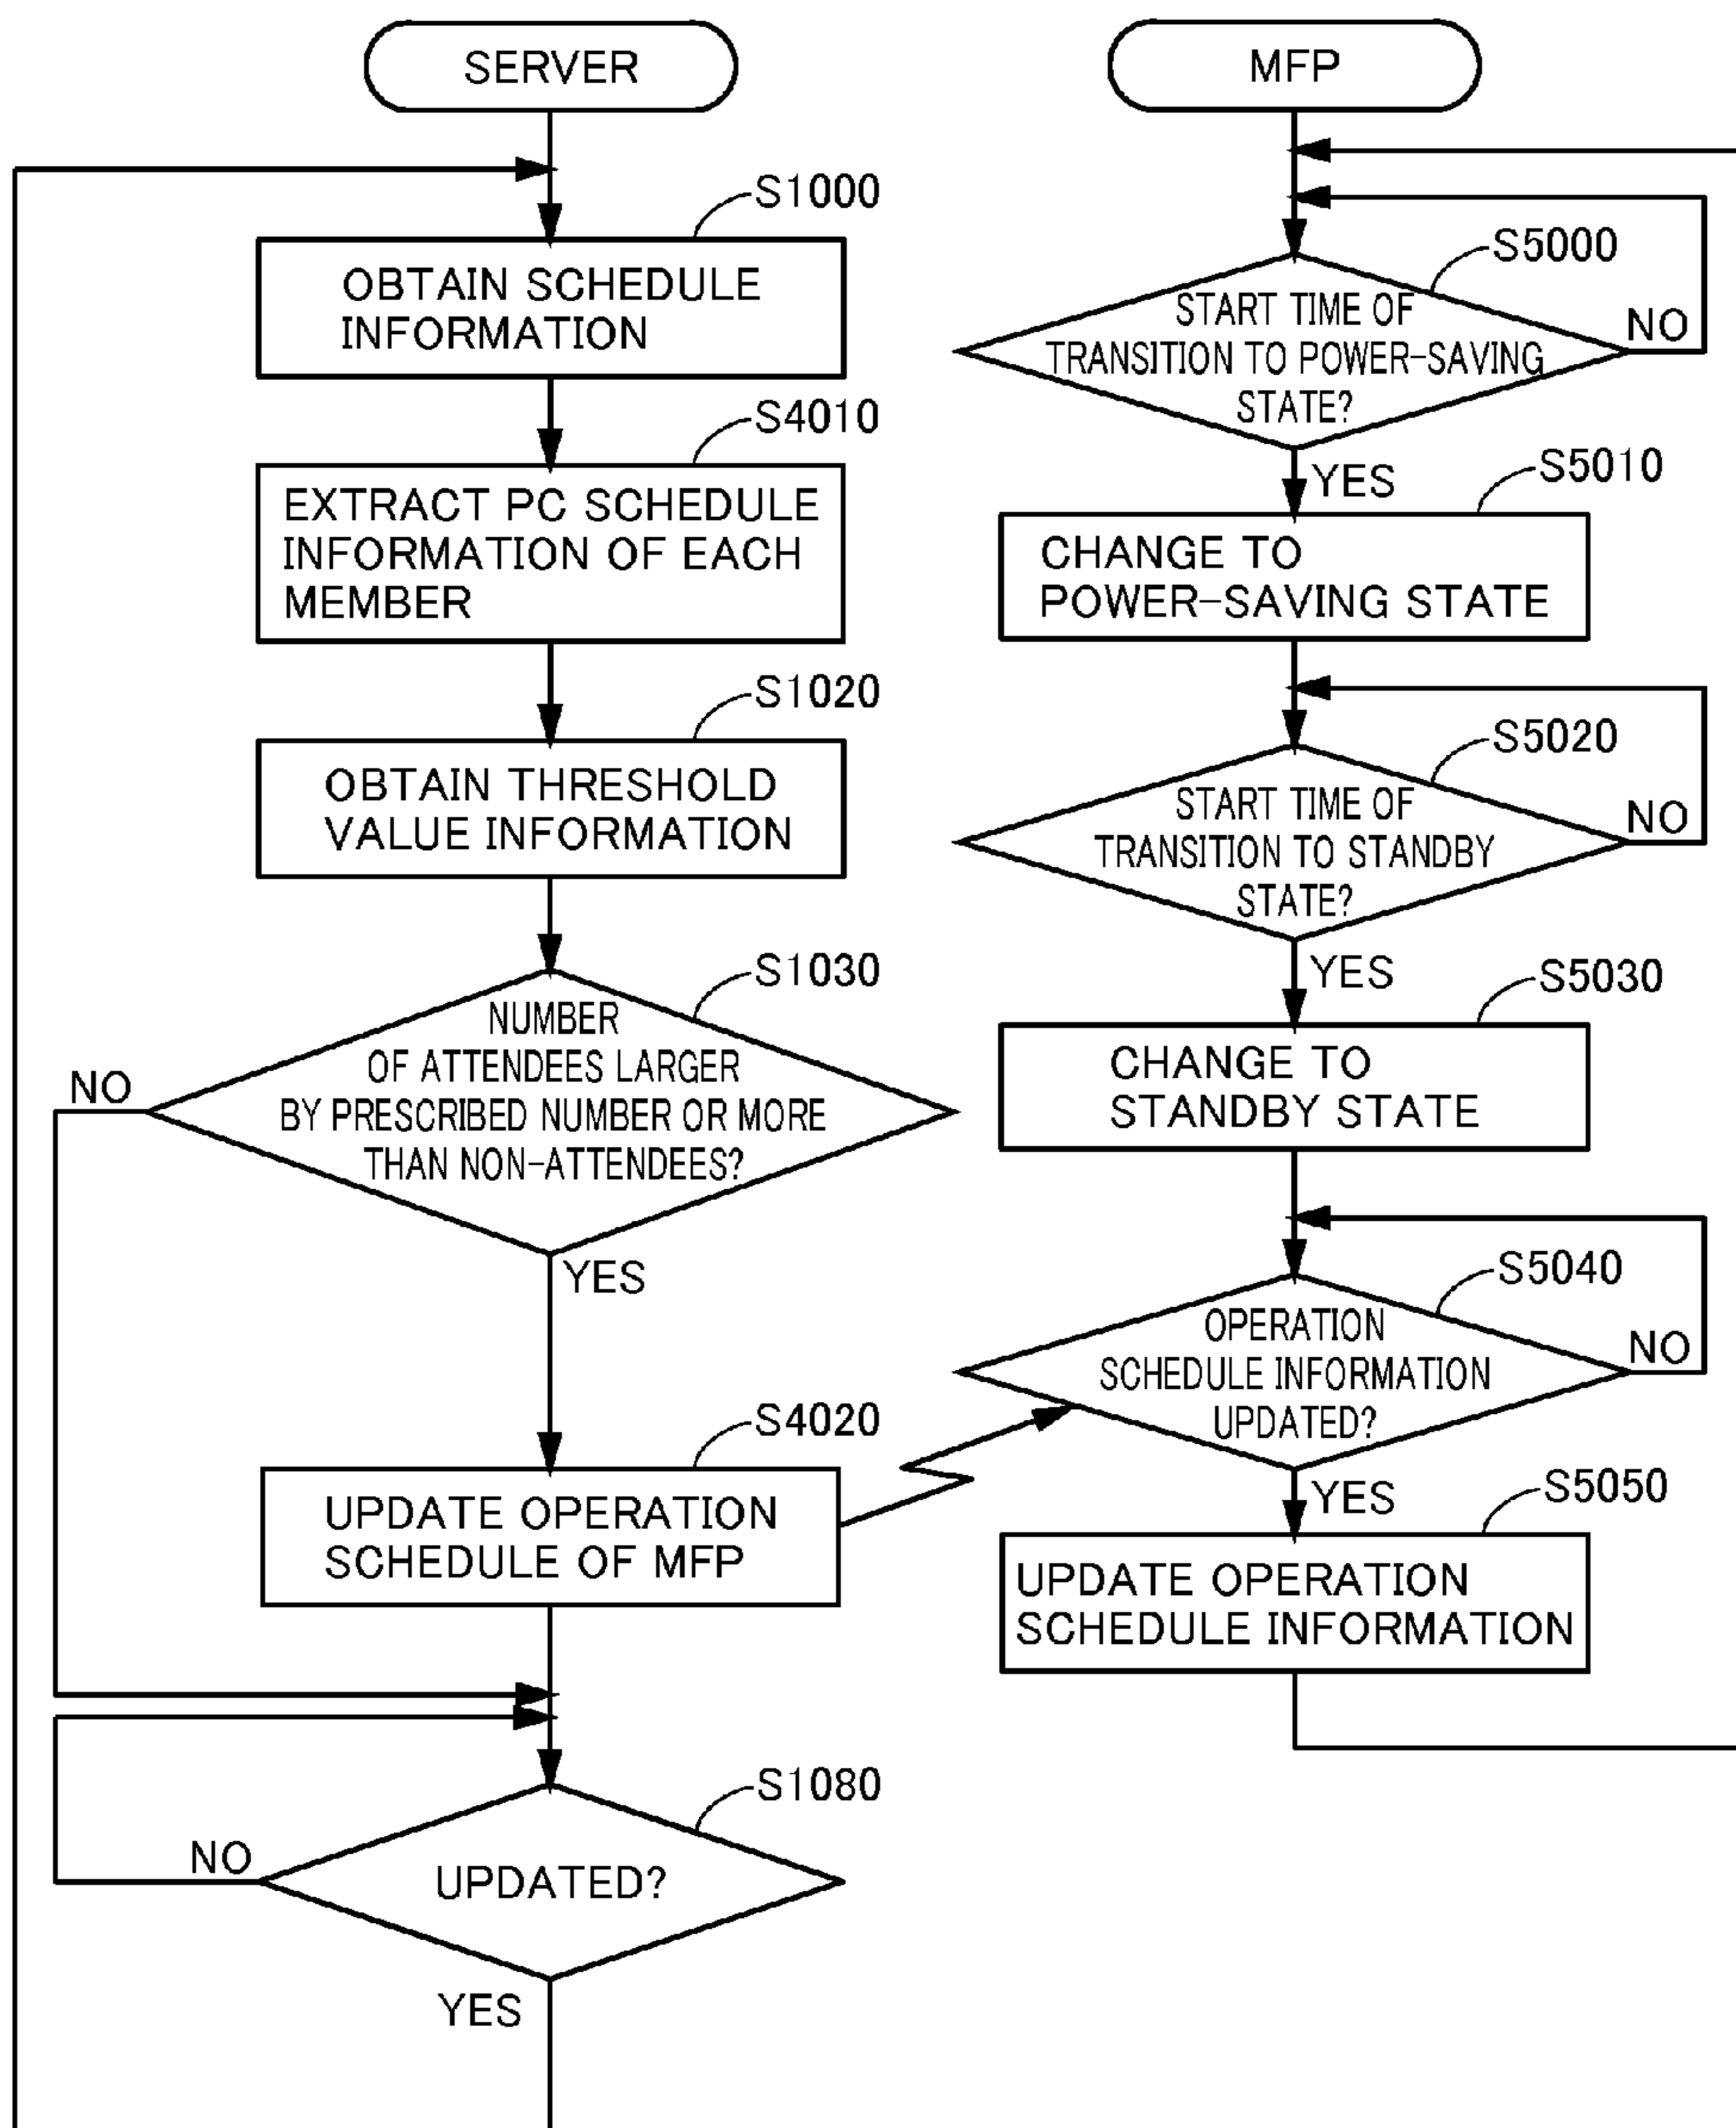 SERVER
S1000
OBTAIN SCHEDULE
INFORMATION
S4010
EXTRACT PC SCHEDULE
INFORMATION OF EACH
MEMBER
S1020
OBTAIN THRESHOLD
VALUE INFORMATION
S1030
NUMBER
OF ATTENDEES LARGER
BY PRESCRIBED NUMBER OR MORE
THAN NON-ATTENDEES?
NO
YES
S4020
UPDATE OPERATION
SCHEDULE OF MFP
S1080
UPDATED?
NO
YES
MFP
S5000
START TIME OF
TRANSITION TO POWER-SAVING
STATE?
NO
YES
S5010
CHANGE TO
POWER-SAVING STATE
S5020
START TIME OF
TRANSITION TO STANDBY
STATE?
NO
YES
S5030
CHANGE TO
STANDBY STATE
S5040
OPERATION
SCHEDULE INFORMATION
UPDATED?
NO
YES
S5050
UPDATE OPERATION
SCHEDULE INFORMATION